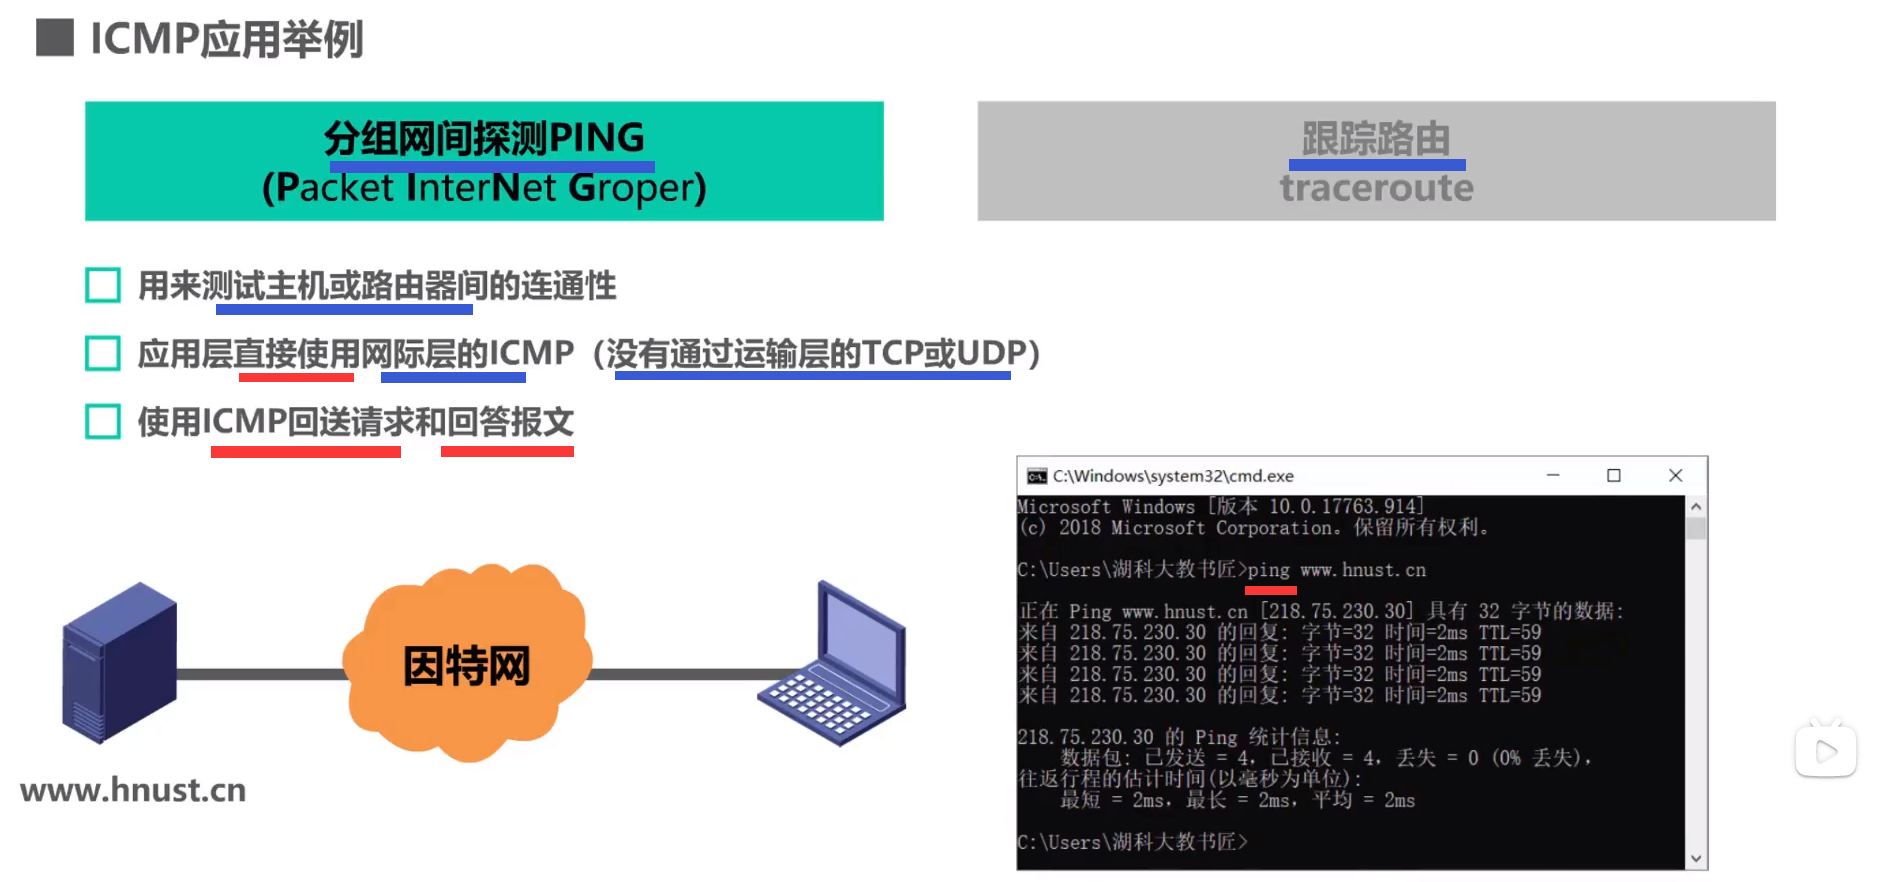 ICMP应用举例
分组网间探测PING
(Packet InterNet Groper)
跟踪路由
traceroute
用来测试主机或路由器间的连通性
应用层直接使用网际层的ICMP（没有通过运输层的TCP或UDP）
使用ICMP回送请求和回答报文
因特网
www.hnust.cn
C:\Windows\system32\cmd.exe
Microsoft Windows [版本 10.0.17763.914]
(c) 2018 Microsoft Corporation。保留所有权利。
C:\Users\湖科大教书匠>ping www.hnust.cn
正在 Ping www.hnust.cn [218.75.230.30] 具有 32 字节的数据:
来自 218.75.230.30 的回复: 字节=32 时间=2ms TTL=59
来自 218.75.230.30 的回复: 字节=32 时间=2ms TTL=59
来自 218.75.230.30 的回复: 字节=32 时间=2ms TTL=59
来自 218.75.230.30 的回复: 字节=32 时间=2ms TTL=59
218.75.230.30 的 Ping 统计信息:
数据包: 已发送 = 4，已接收 = 4，丢失 = 0 (0% 丢失)，
往返行程的估计时间(以毫秒为单位):
最短 = 2ms，最长 = 2ms，平均 = 2ms
C:\Users\湖科大教书匠>